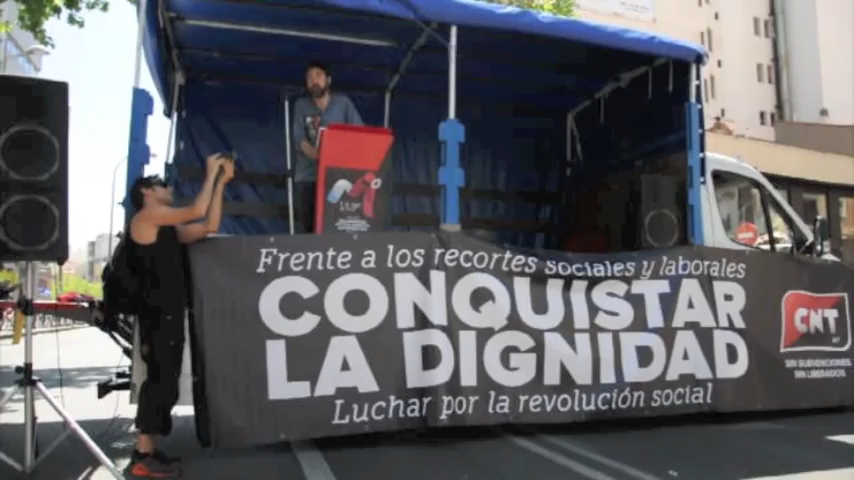 Frente a los recortes sociales y laborales
CONQUISTAR
LA DIGNIDAD
Luchar por la revolución social
CNT
SIN SUBVENCIONES
SIN LIBERADOS